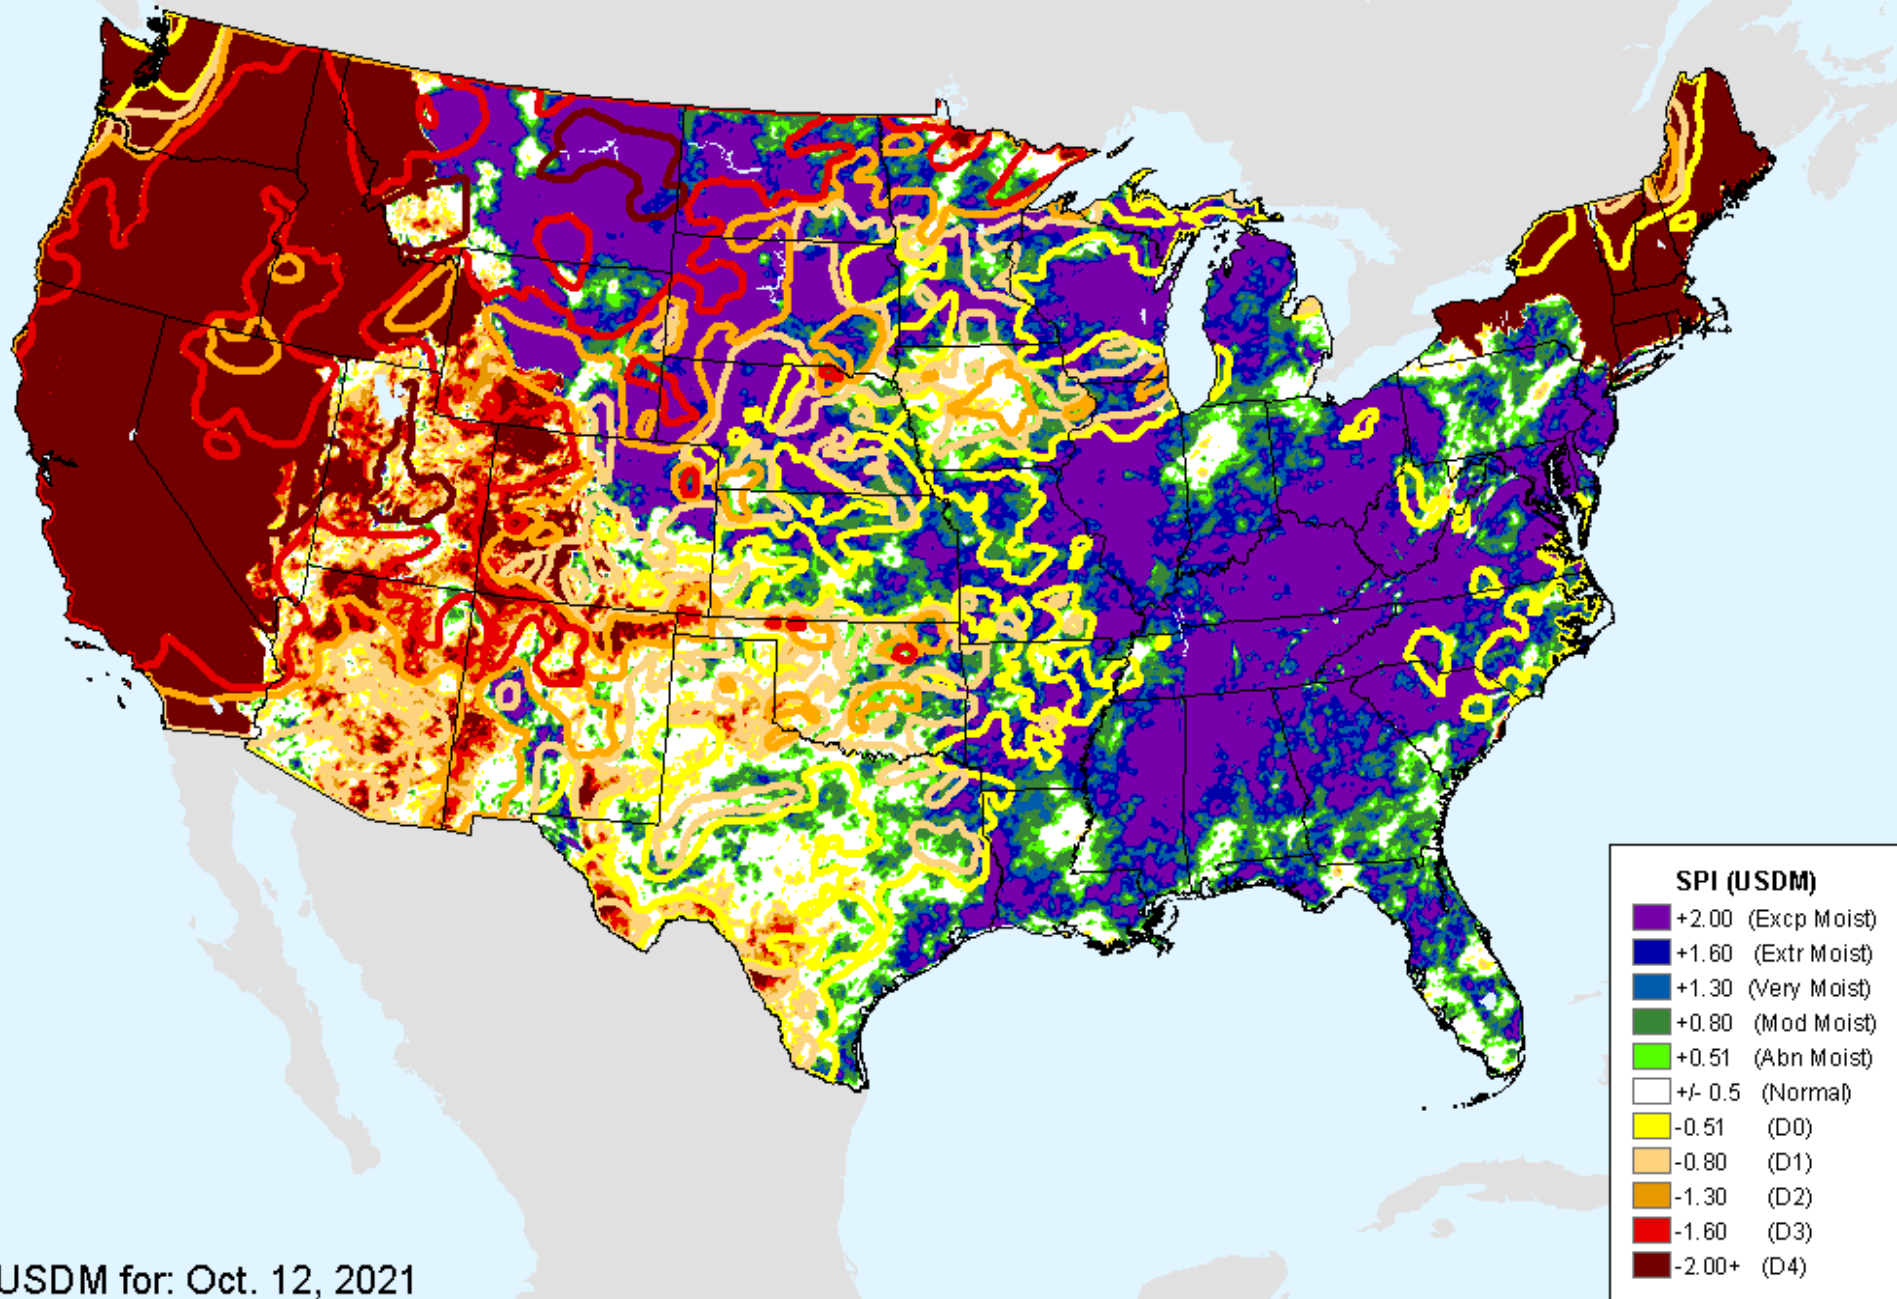 SPI (USDM)
+2.00 (Excp Moist)
+1.60 (Extr Moist)
+1.30 (Very Moist)
+0.80 (Mod Moist)
+0.51 (Abn Moist)
+/- 0.5 (Normal)
-0.51 (D0)
-0.80 (D1)
-1.30 (D2)
-1.60 (D3)
-2.00+ (D4)
USDM for: Oct. 12, 2021